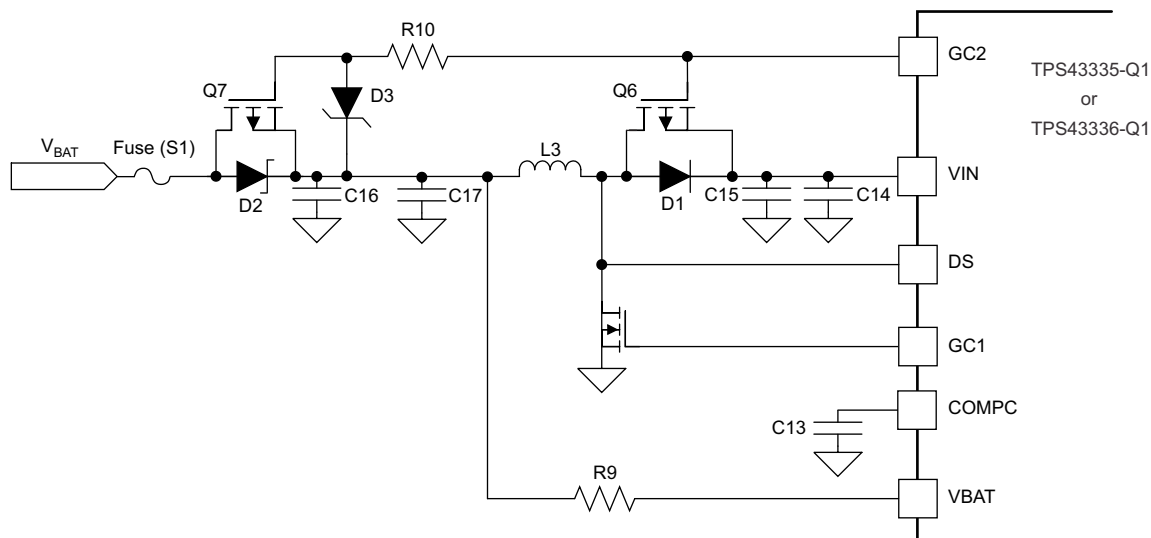 R10
GC2
TPS43335-Q1
or
TPS43336-Q1
Q7
D3
Q6
V_BAT
Fuse (S1)
L3
VIN
D2
C16
C17
D1
C15
C14
DS
GC1
COMPC
C13
R9
VBAT